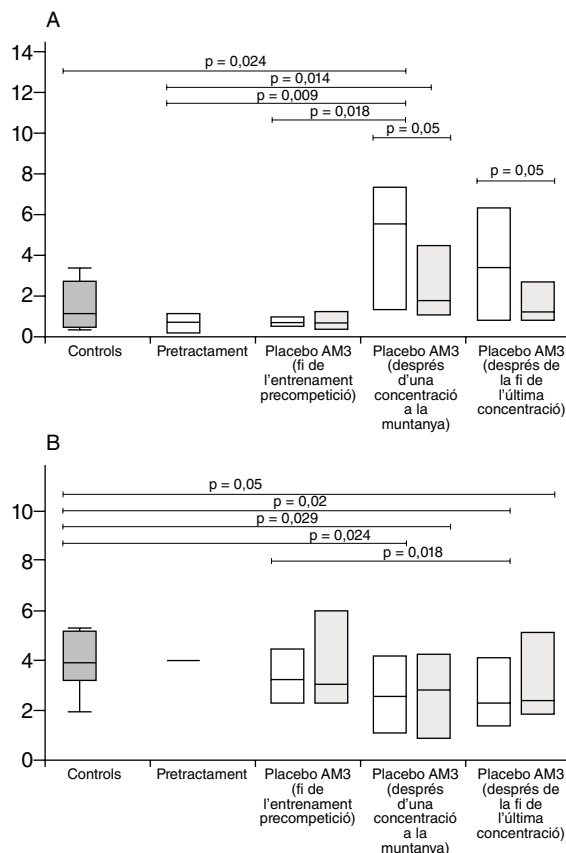 A
14
12
10
8
6
4
2
0
p = 0,024
p = 0,014
p = 0,009
p = 0,018
p = 0,05
p = 0,05
Controls
Pretractament
Placebo AM3
(fi de
l'entrenament
precompetició)
Placebo AM3
(després
d'una
concentració
a la
muntanya)
Placebo AM3
(després de
la fi de
l'última
concentració)
B
10
8
6
4
2
0
p = 0,05
p = 0,02
p = 0,029
p = 0,024
p = 0,018
Controls
Pretractament
Placebo AM3
(fi de
l'entrenament
precompetició)
Placebo AM3
(després
d'una
concentració
a la
muntanya)
Placebo AM3
(després de
la fi de
l'última
concentració)